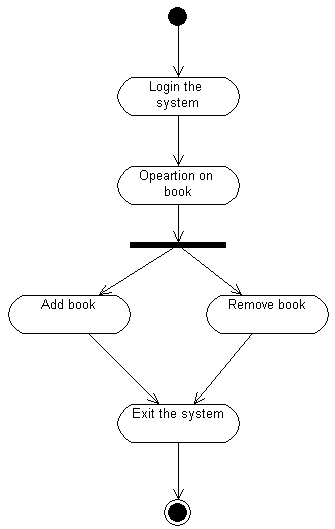 Login the
system
Opeartion on
book
Add book
Remove book
Exit the system